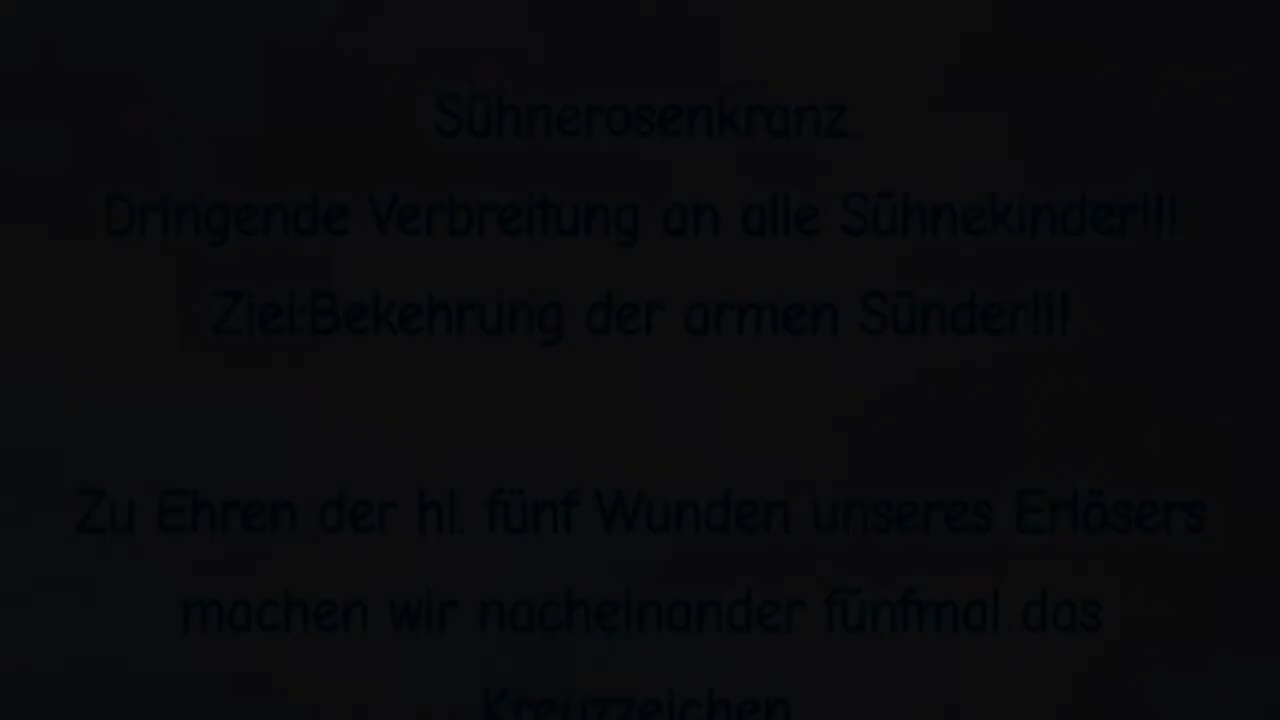 Sühnerosenkranz
Dringende Verbreitung an alle Sühnekinder!!!
Ziel:Bekehrung der armen Sünder!!!
Zu Ehren der hl. fünf Wunden unseres Erlösers
machen wir nacheinander fünfmal das
Kreuzzeichen